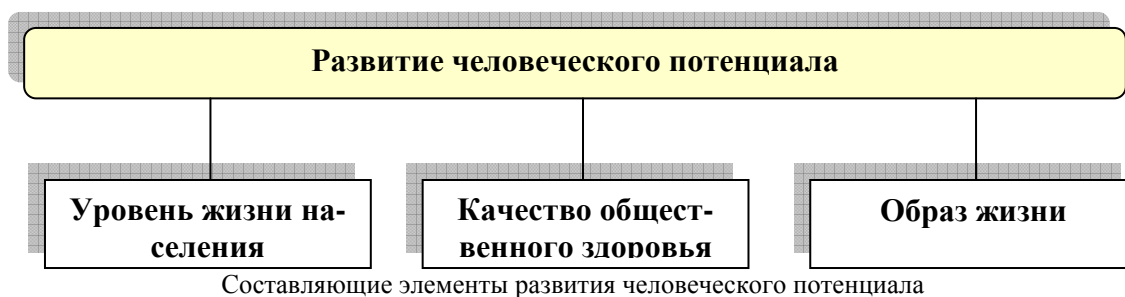 Развитие человеческого потенциала
Уровень жизни на-
селения
Качество общест-
венного здоровья
Образ жизни
Составляющие элементы развития человеческого потенциала